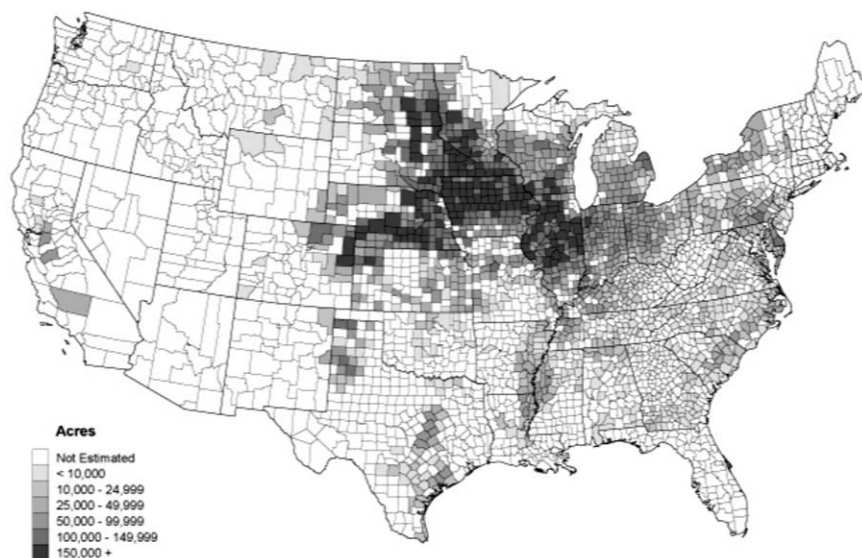 Acres
Not Estimated
< 10,000
10,000 - 24,999
25,000 - 49,999
50,000 - 99,999
100,000 - 149,999
150,000 +